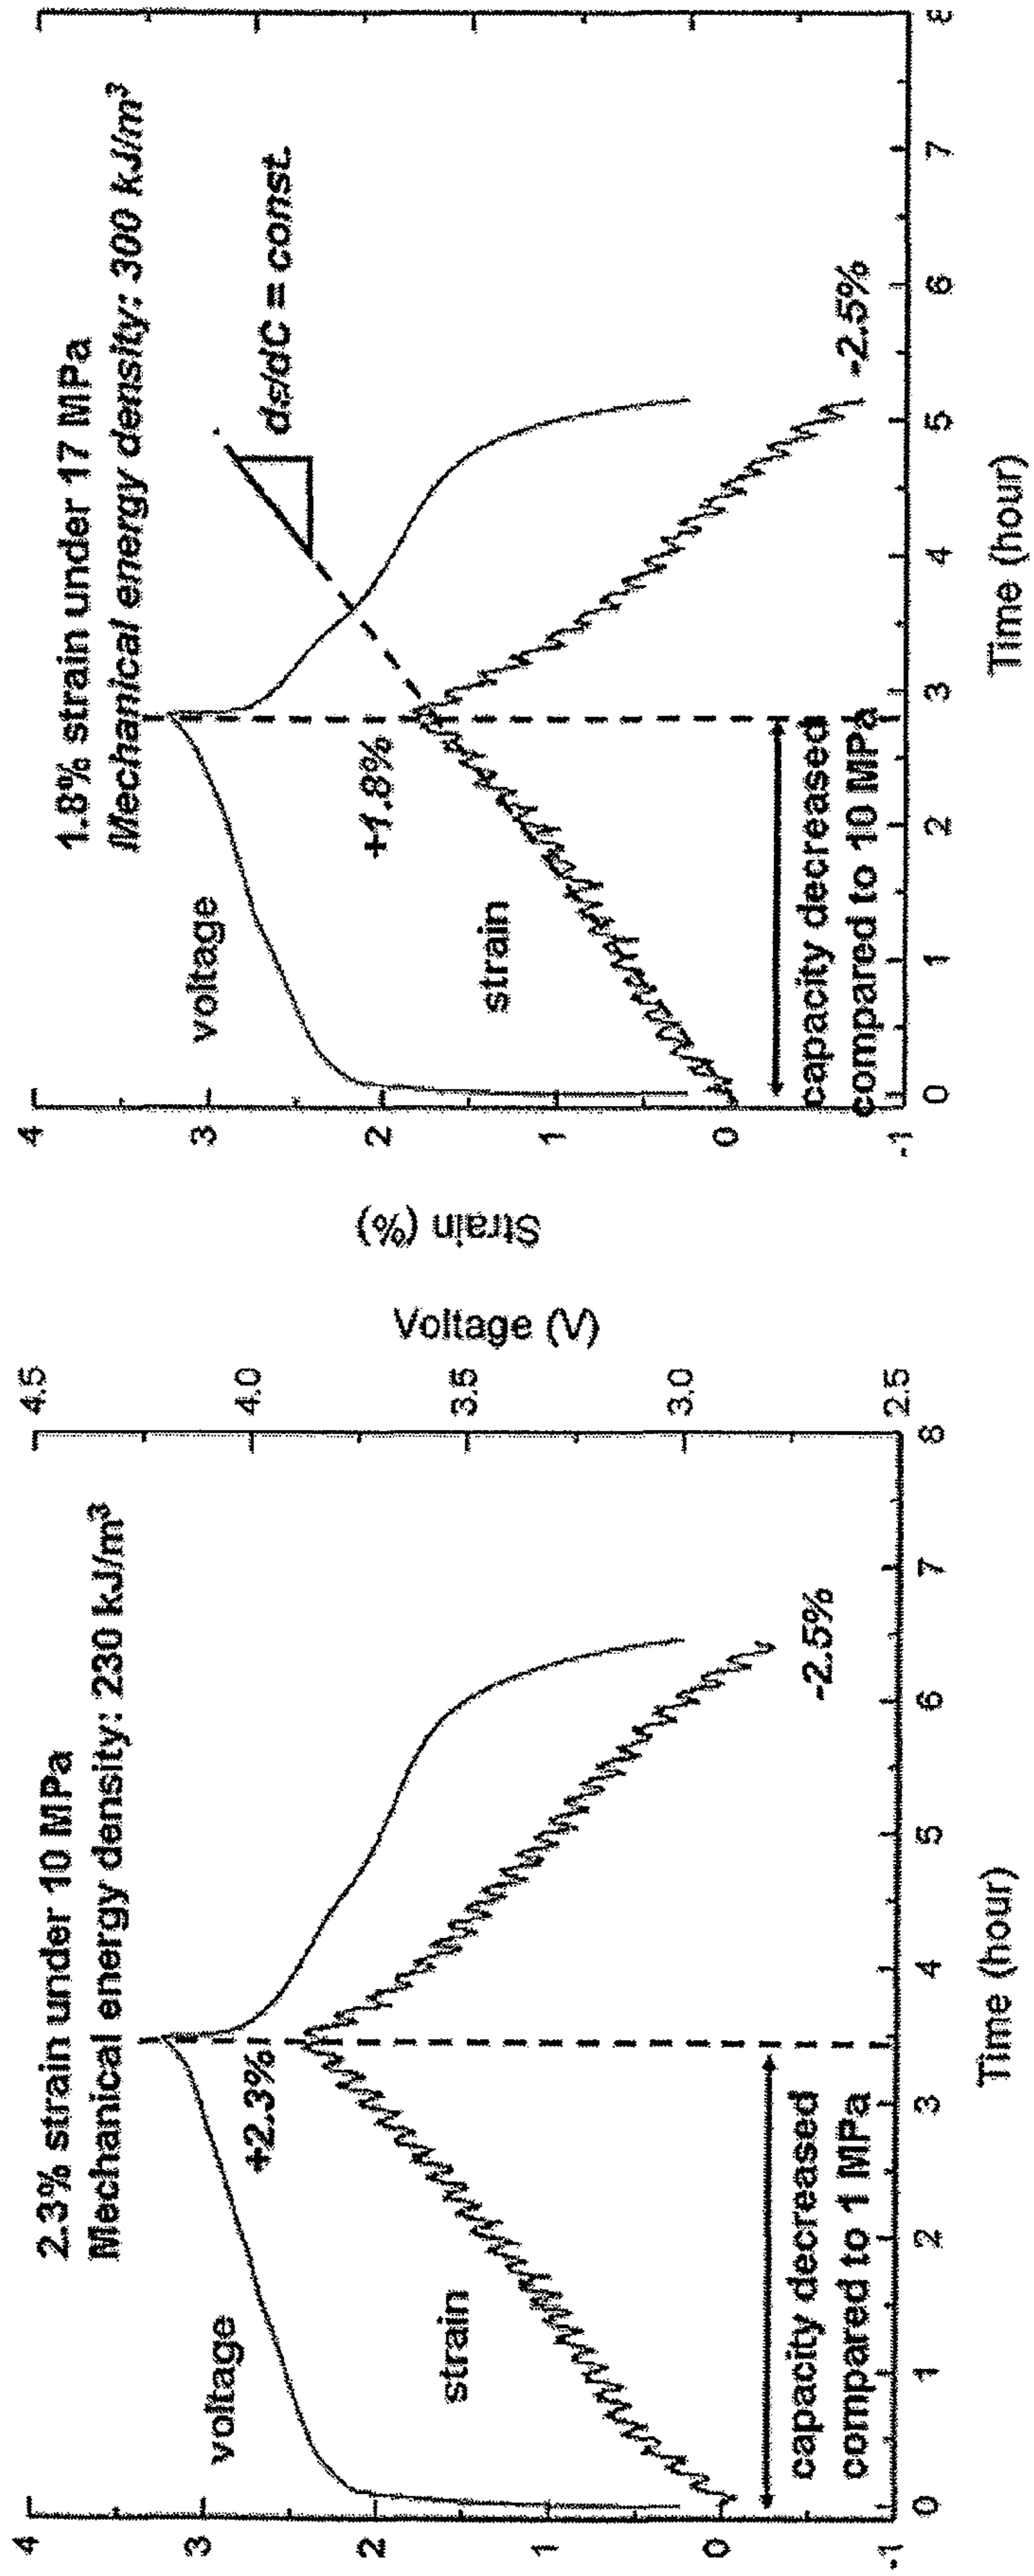 2.3% strain under 10 MPa
Mechanical energy density: 230 kJ/m³
voltage
+2.3%
strain
-2.5%
capacity decreased
compared to 1 MPa
4
3
2
1
0
-1
0 1 2 3 4 5 6 7 8
Time (hour)
4.5
4.0
3.5
3.0
2.5
Voltage (V)
Strain (%)
1.8% strain under 17 MPa
Mechanical energy density: 300 kJ/m³
voltage
dε/dC = const.
+1.8%
strain
-2.5%
capacity decreased
compared to 10 MPa
4
3
2
1
0
-1
0 1 2 3 4 5 6 7 8
Time (hour)